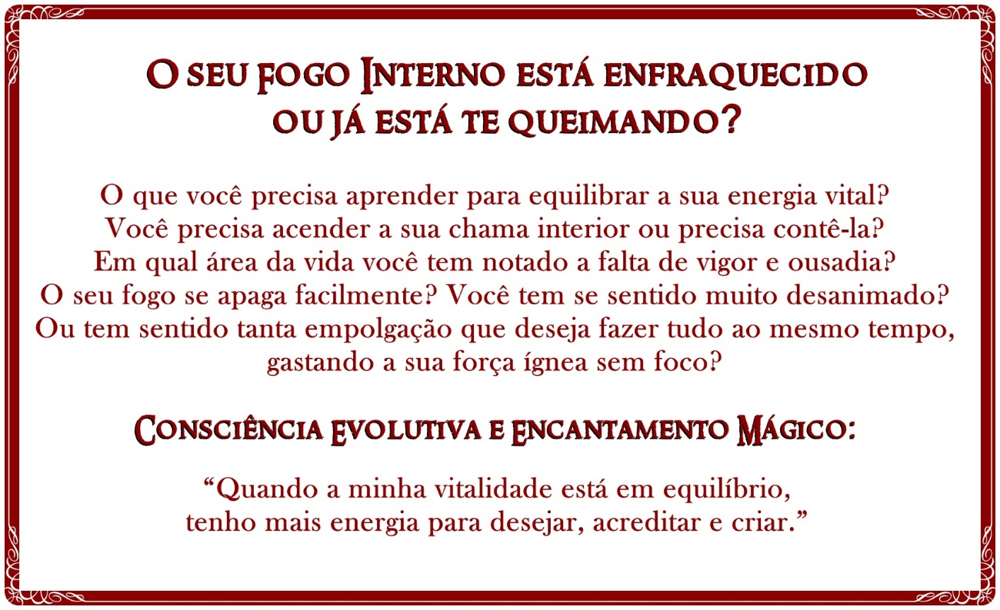 O seu Fogo Interno está enfraquecido
ou já está te queimando?
O que você precisa aprender para equilibrar a sua energia vital?
Você precisa acender a sua chama interior ou precisa contê-la?
Em qual área da vida você tem notado a falta de vigor e ousadia?
O seu fogo se apaga facilmente? Você tem se sentido muito desanimado?
Ou tem sentido tanta empolgação que deseja fazer tudo ao mesmo tempo,
gastando a sua força ígnea sem foco?
Consciência Evolutiva e Encantamento Mágico:
“Quando a minha vitalidade está em equilíbrio,
tenho mais energia para desejar, acreditar e criar.”